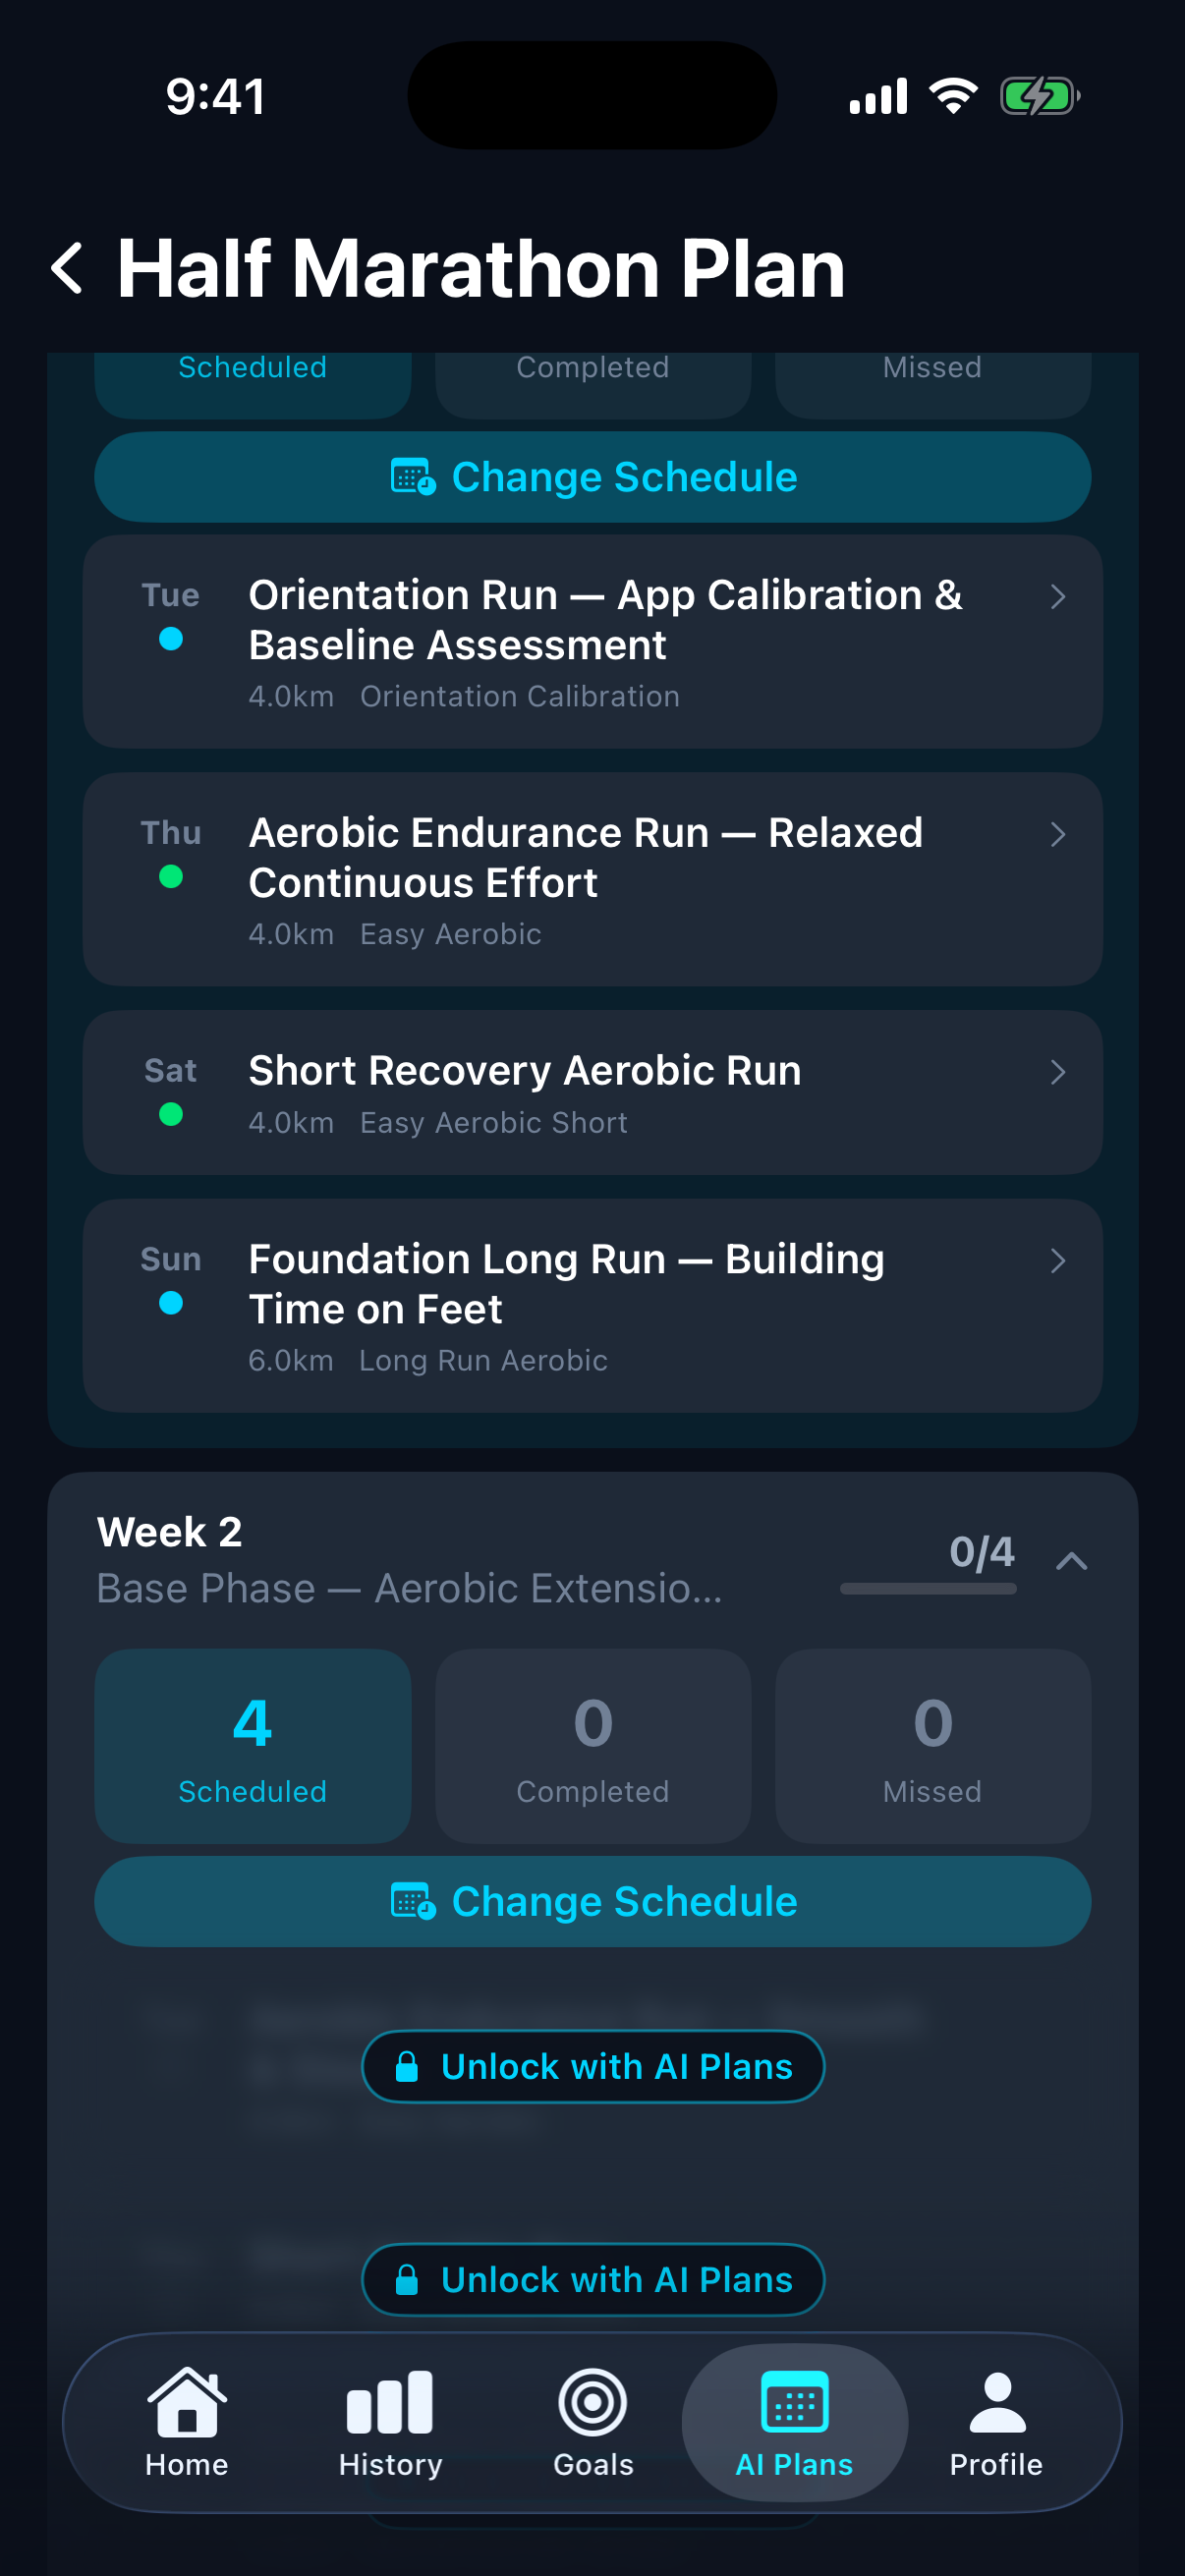 9:41
Half Marathon Plan
Scheduled
Completed
Missed
Change Schedule
Tue
Orientation Run — App Calibration &
Baseline Assessment
4.0km Orientation Calibration
Thu
Aerobic Endurance Run — Relaxed
Continuous Effort
4.0km Easy Aerobic
Sat
Short Recovery Aerobic Run
4.0km Easy Aerobic Short
Sun
Foundation Long Run — Building
Time on Feet
6.0km Long Run Aerobic
Week 2
0/4
Base Phase — Aerobic Extensio...
4
0
0
Scheduled
Completed
Missed
Change Schedule
Unlock with AI Plans
Unlock with AI Plans
Home
History
Goals
AI Plans
Profile